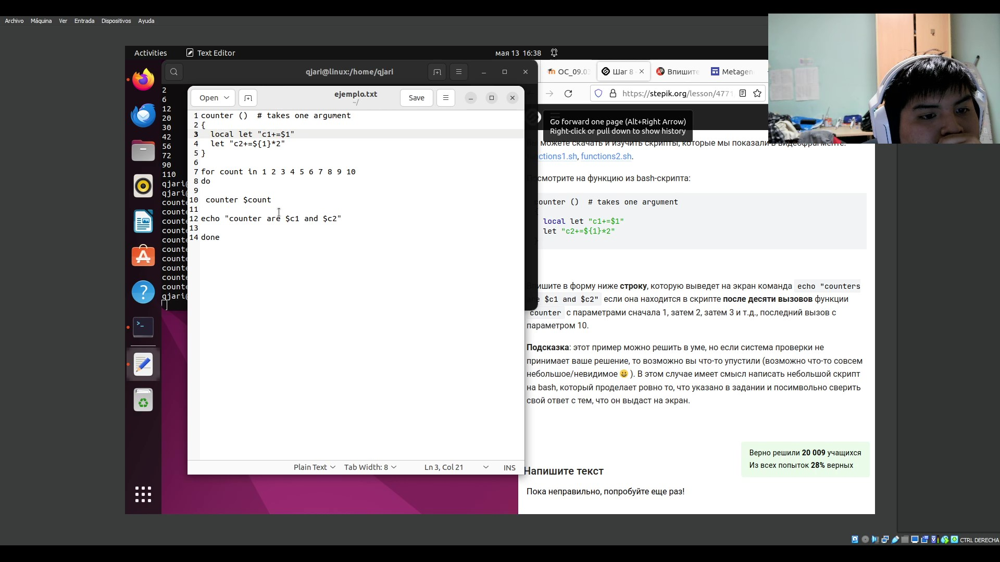 Archivo Máquina Ver Entrada Dispositivos Ayuda
Activities Text Editor мая 13 16:38
qjari@linux:/home/qjari
ОС_09.0 Шаг 8 Впишите Metagen
https://stepik.org/lesson/4771
Go forward one page (Alt+Right Arrow)
Right-click or pull down to show history
2
6
12
20
30
42
56
72
90
110
qjari@
qjari@
counte
counte
counte
counte
counte
counte
counte
counte
counte
counte
qjari@
Open ejemplo.txt Save
~/
1 counter () # takes one argument
2 {
3 local let "c1+=$1"
4 let "c2+=${1}*2"
5 }
6
7 for count in 1 2 3 4 5 6 7 8 9 10
8 do
9
10 counter $count
11
12 echo "counter are $c1 and $c2"
13
14 done
Plain Text Tab Width: 8 Ln 3, Col 21 INS
можете скачать и изучить скрипты, которые мы показали в видеофрагменте:
ctions1.sh, functions2.sh.
смотрите на функцию из bash-скрипта:
ounter () # takes one argument
local let "c1+=$1"
let "c2+=${1}*2"
ишите в форму ниже строку, которую выведет на экран команда echo "counters
e $c1 and $c2" если она находится в скрипте после десяти вызовов функции
counter с параметрами сначала 1, затем 2, затем 3 и т.д., последний вызов с
параметром 10.
Подсказка: этот пример можно решить в уме, но если система проверки не
принимает ваше решение, то возможно вы что-то упустили (возможно что-то совсем
небольшое/невидимое 😀 ). В этом случае имеет смысл написать небольшой скрипт
на bash, который проделает ровно то, что указано в задании и посимвольно сверить
свой ответ с тем, что он выдаст на экран.
Верно решили 20 009 учащихся
Из всех попыток 28% верных
Напишите текст
Пока неправильно, попробуйте еще раз!
CTRL DERECHA